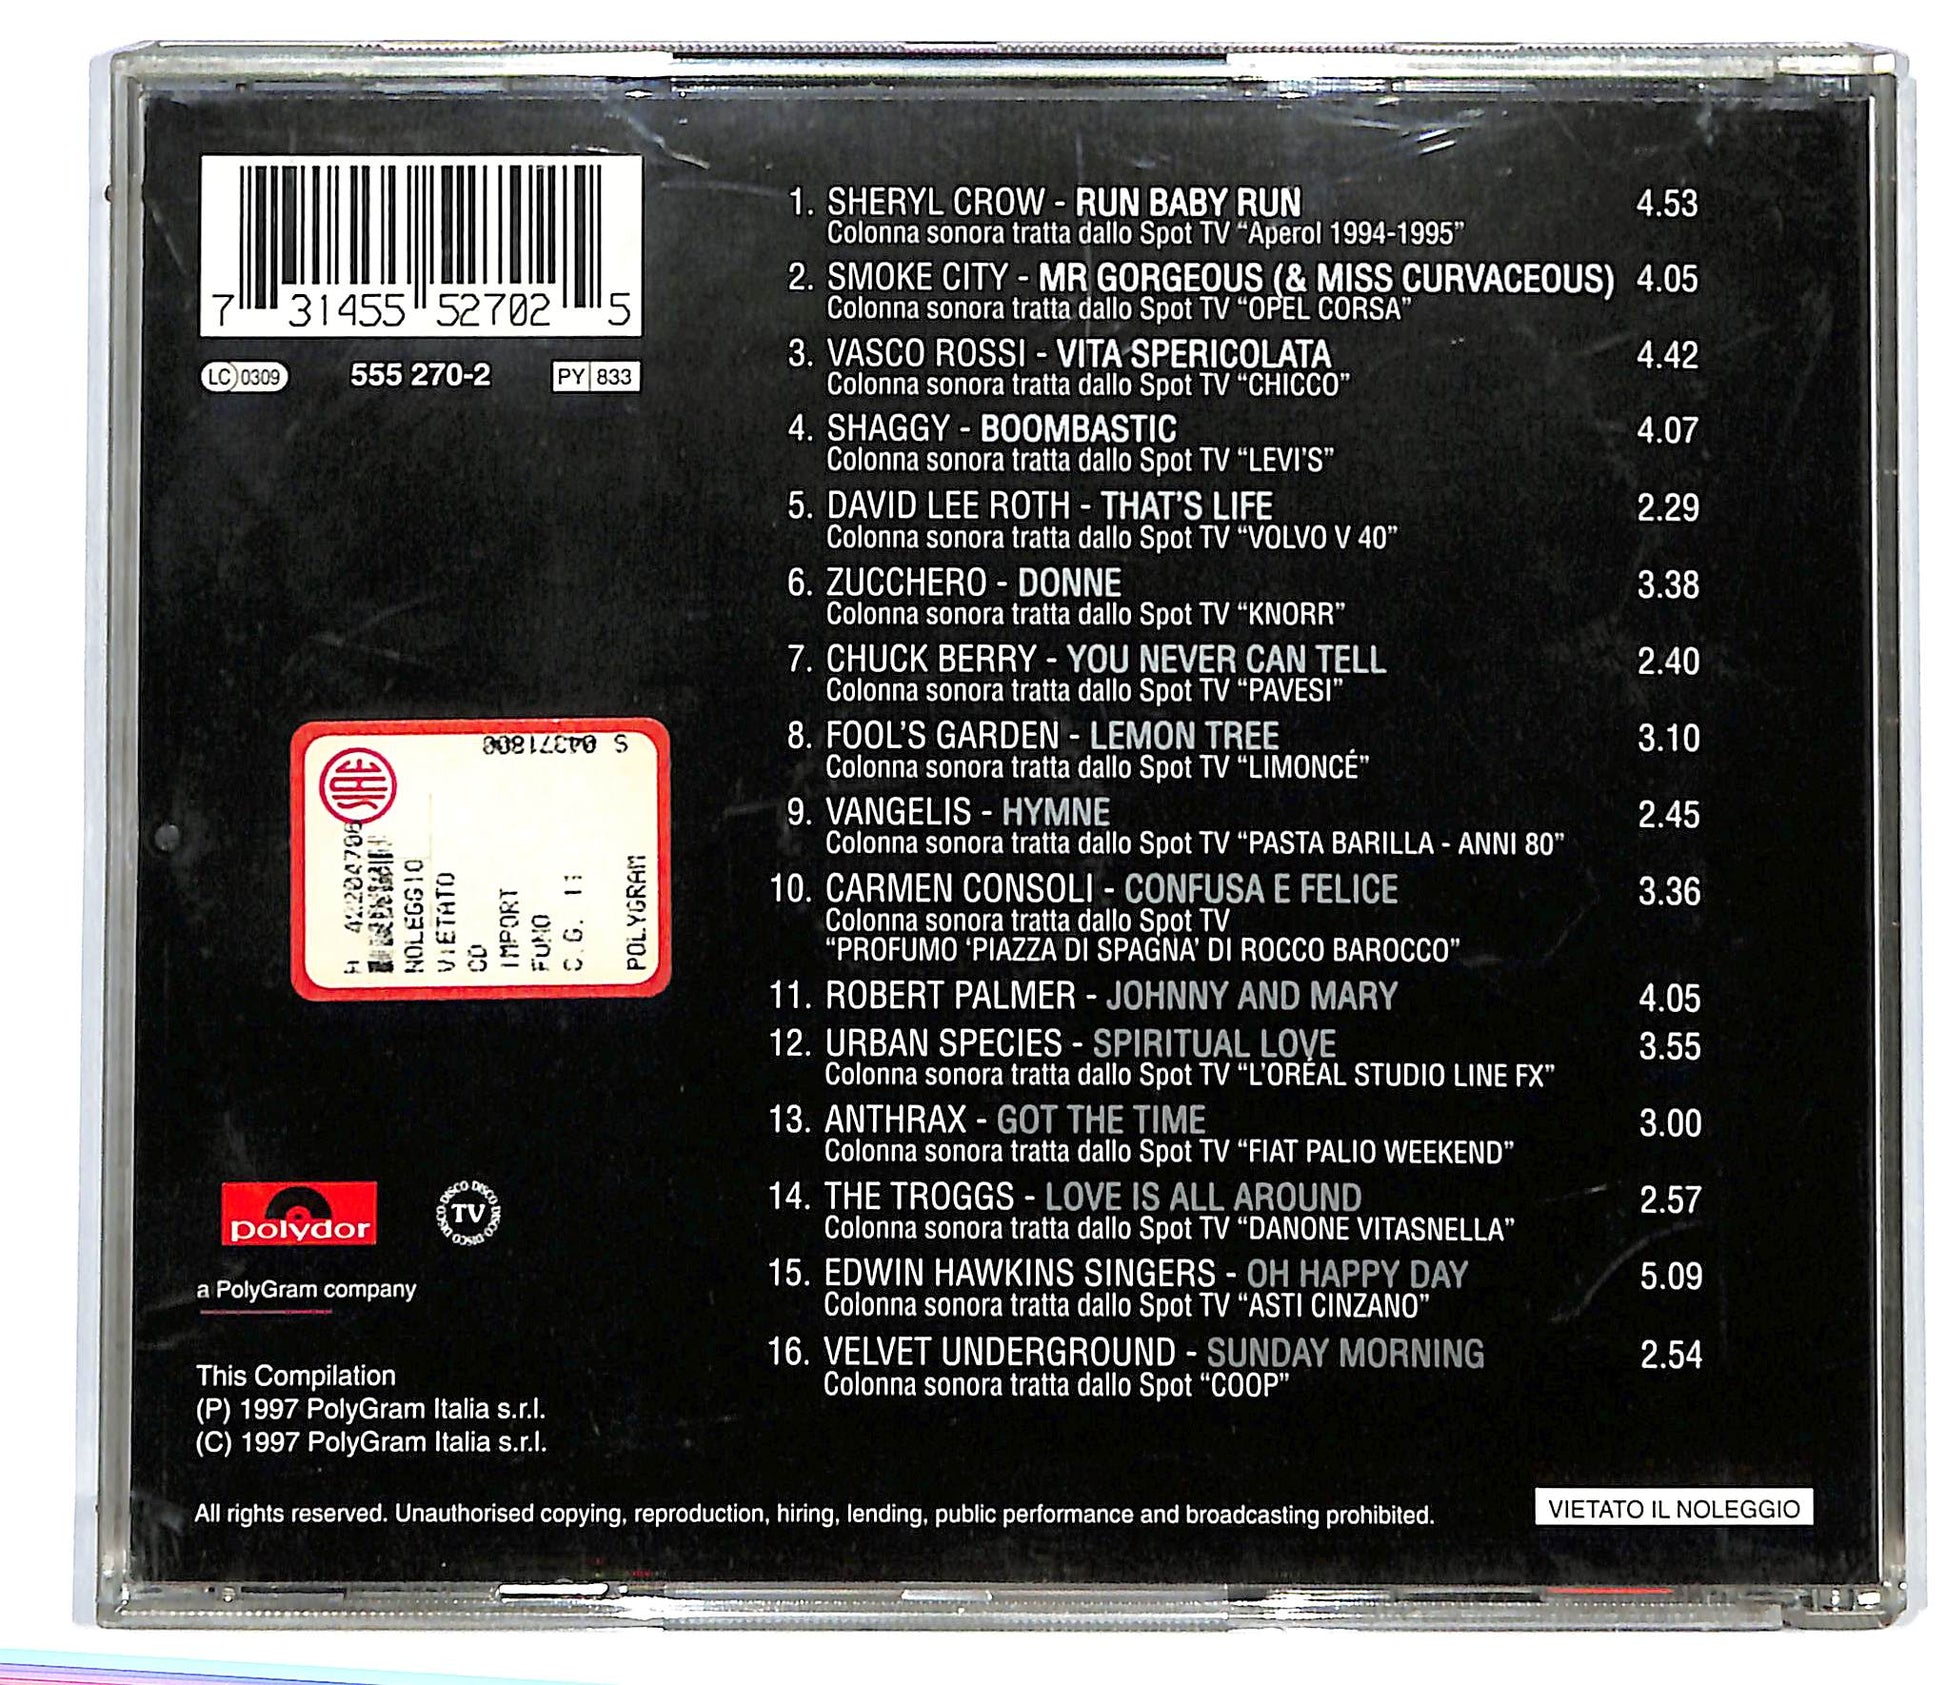 7 31455 52702 5
LC 0309 555 270-2 PY 833
S 04371800
A 42204706
NOLEGGIO
VIETATO
CD
IMPORT
FUMO
C.G. 11
POLYGRAM
polydor
DISCO DISCO DISCO DISCO
TV
a PolyGram company
This Compilation
(P) 1997 PolyGram Italia s.r.l.
(C) 1997 PolyGram Italia s.r.l.
1. SHERYL CROW - RUN BABY RUN 4.53
Colonna sonora tratta dallo Spot TV “Aperol 1994-1995”
2. SMOKE CITY - MR GORGEOUS (& MISS CURVACEOUS) 4.05
Colonna sonora tratta dallo Spot TV “OPEL CORSA”
3. VASCO ROSSI - VITA SPERICOLATA 4.42
Colonna sonora tratta dallo Spot TV “CHICCO”
4. SHAGGY - BOOMBASTIC 4.07
Colonna sonora tratta dallo Spot TV “LEVI’S”
5. DAVID LEE ROTH - THAT’S LIFE 2.29
Colonna sonora tratta dallo Spot TV “VOLVO V 40”
6. ZUCCHERO - DONNE 3.38
Colonna sonora tratta dallo Spot TV “KNORR”
7. CHUCK BERRY - YOU NEVER CAN TELL 2.40
Colonna sonora tratta dallo Spot TV “PAVESI”
8. FOOL’S GARDEN - LEMON TREE 3.10
Colonna sonora tratta dallo Spot TV “LIMONCÉ”
9. VANGELIS - HYMNE 2.45
Colonna sonora tratta dallo Spot TV “PASTA BARILLA - ANNI 80”
10. CARMEN CONSOLI - CONFUSA E FELICE 3.36
Colonna sonora tratta dallo Spot TV
“PROFUMO ‘PIAZZA DI SPAGNA’ DI ROCCO BAROCCO”
11. ROBERT PALMER - JOHNNY AND MARY 4.05
12. URBAN SPECIES - SPIRITUAL LOVE 3.55
Colonna sonora tratta dallo Spot TV “L’ORÉAL STUDIO LINE FX”
13. ANTHRAX - GOT THE TIME 3.00
Colonna sonora tratta dallo Spot TV “FIAT PALIO WEEKEND”
14. THE TROGGS - LOVE IS ALL AROUND 2.57
Colonna sonora tratta dallo Spot TV “DANONE VITASNELLA”
15. EDWIN HAWKINS SINGERS - OH HAPPY DAY 5.09
Colonna sonora tratta dallo Spot TV “ASTI CINZANO”
16. VELVET UNDERGROUND - SUNDAY MORNING 2.54
Colonna sonora tratta dallo Spot “COOP”
All rights reserved. Unauthorised copying, reproduction, hiring, lending, public performance and broadcasting prohibited.
VIETATO IL NOLEGGIO